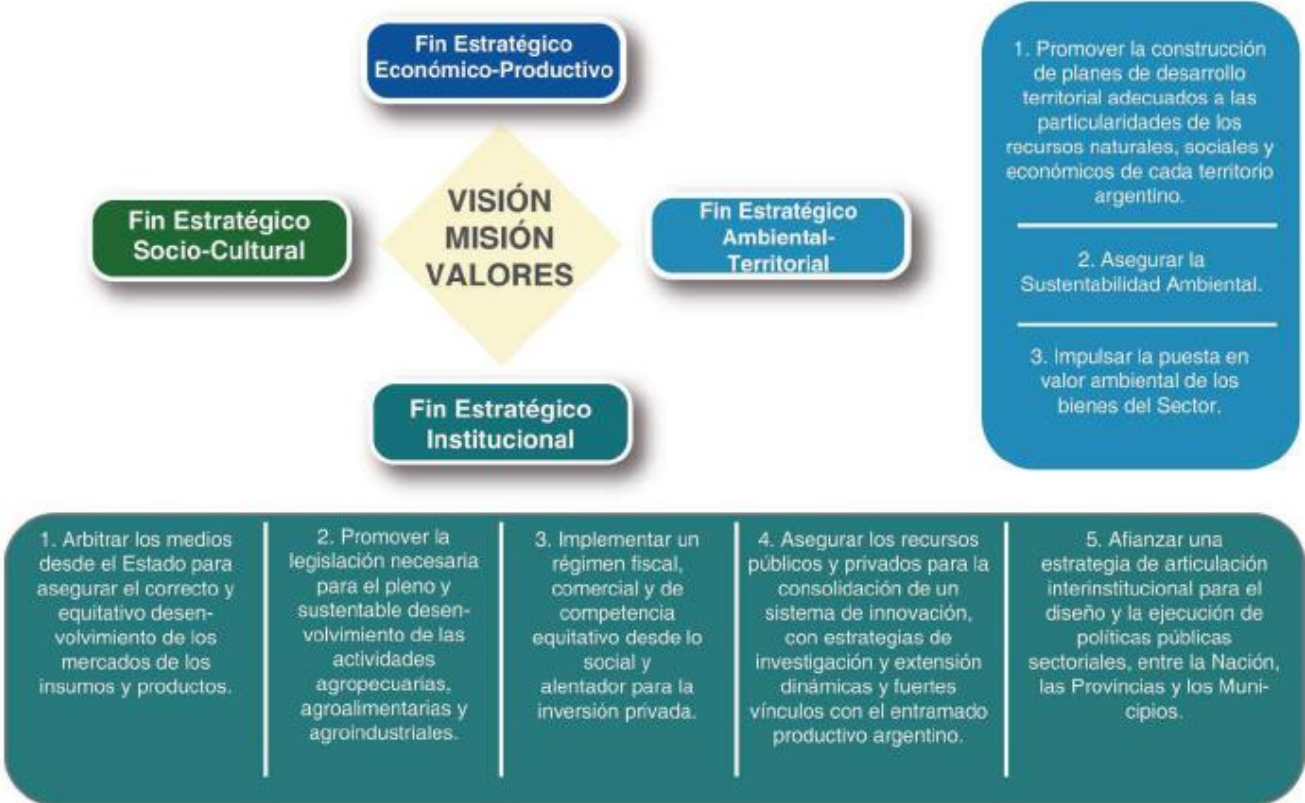 Fin Estratégico
Económico-Productivo
Fin Estratégico
Socio-Cultural
VISIÓN
MISIÓN
VALORES
Fin Estratégico
Ambiental-
Territorial
Fin Estratégico
Institucional
1. Promover la construcción
de planes de desarrollo
territorial adecuados a las
particularidades de los
recursos naturales, sociales y
económicos de cada territorio
argentino.
2. Asegurar la
Sustentabilidad Ambiental.
3. Impulsar la puesta en
valor ambiental de los
bienes del Sector.
1. Arbitrar los medios
desde el Estado para
asegurar el correcto y
equitativo desen-
volvimiento de los
mercados de los
insumos y productos.
2. Promover la
legislación necesaria
para el pleno y
sustentable desen-
volvimiento de las
actividades
agropecuarias,
agroalimentarias y
agroindustriales.
3. Implementar un
régimen fiscal,
comercial y de
competencia
equitativo desde lo
social y
alentador para la
inversión privada.
4. Asegurar los recursos
públicos y privados para la
consolidación de un
sistema de innovación,
con estrategias de
investigación y extensión
dinámicas y fuertes
vínculos con el entramado
productivo argentino.
5. Afianzar una
estrategia de articulación
interinstitucional para el
diseño y la ejecución de
políticas públicas
sectoriales, entre la Nación,
las Provincias y los Muni-
cipios.